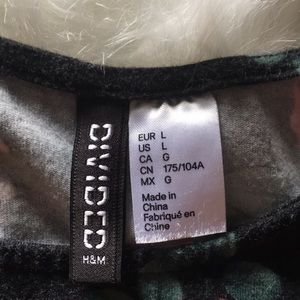 DIVIDED
H&M
EUR L
US L
CA G
CN 175/104A
MX G
Made in
China
Fabriqué en
Chine